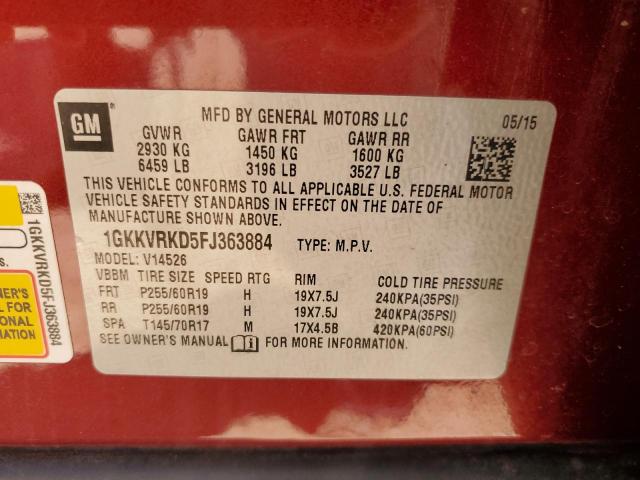 GM
MFD BY GENERAL MOTORS LLC 05/15
GVWR GAWR FRT GAWR RR
2930 KG 1450 KG 1600 KG
6459 LB 3196 LB 3527 LB
THIS VEHICLE CONFORMS TO ALL APPLICABLE U.S. FEDERAL MOTOR
VEHICLE SAFETY STANDARDS IN EFFECT ON THE DATE OF
MANUFACTURE SHOWN ABOVE.
1GKKVRKD5FJ363884 TYPE: M.P.V.
MODEL: V14526
VBBM TIRE SIZE SPEED RTG RIM COLD TIRE PRESSURE
FRT P255/60R19 H 19X7.5J 240KPA(35PSI)
RR P255/60R19 H 19X7.5J 240KPA(35PSI)
SPA T145/70R17 M 17X4.5B 420KPA(60PSI)
SEE OWNER'S MANUAL FOR MORE INFORMATION.
1GKKVRKD5FJ363884
NER'S
FOR
ONAL
ATION